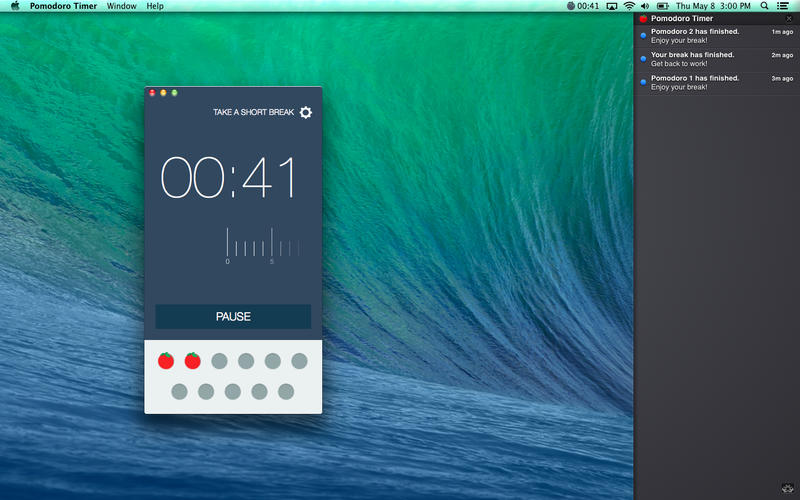 Pomodoro Timer Window Help 00:41 Thu May 8 3:00 PM
TAKE A SHORT BREAK
00:41
0 5
PAUSE
Pomodoro Timer
Pomodoro 2 has finished. 1m ago
Enjoy your break!
Your break has finished. 2m ago
Get back to work!
Pomodoro 1 has finished. 3m ago
Enjoy your break!